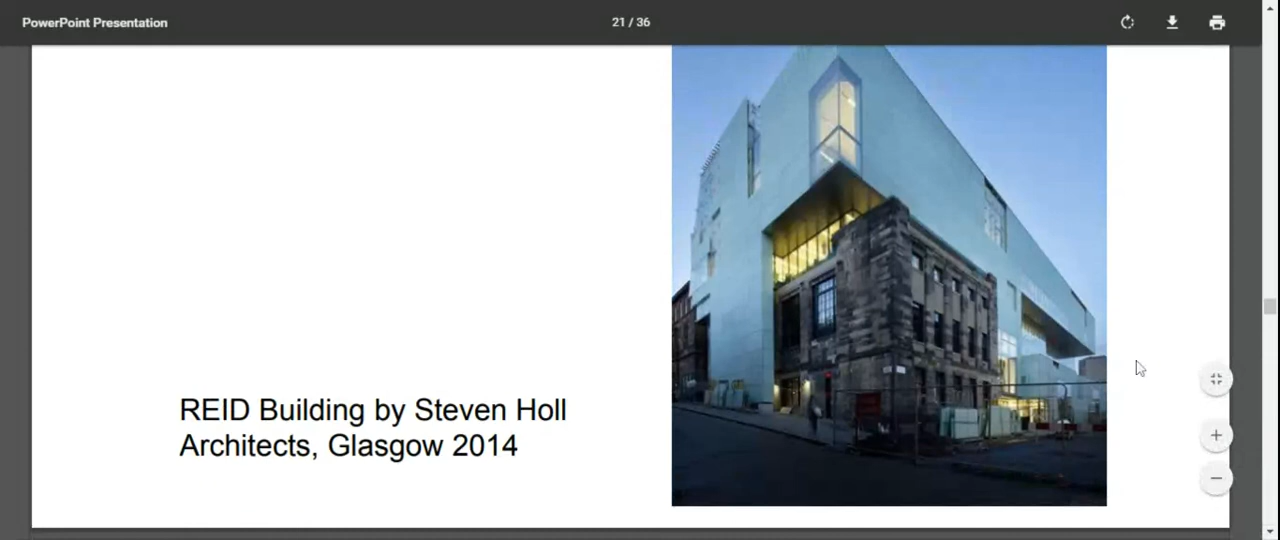 PowerPoint Presentation
21 / 36
REID Building by Steven Holl
Architects, Glasgow 2014